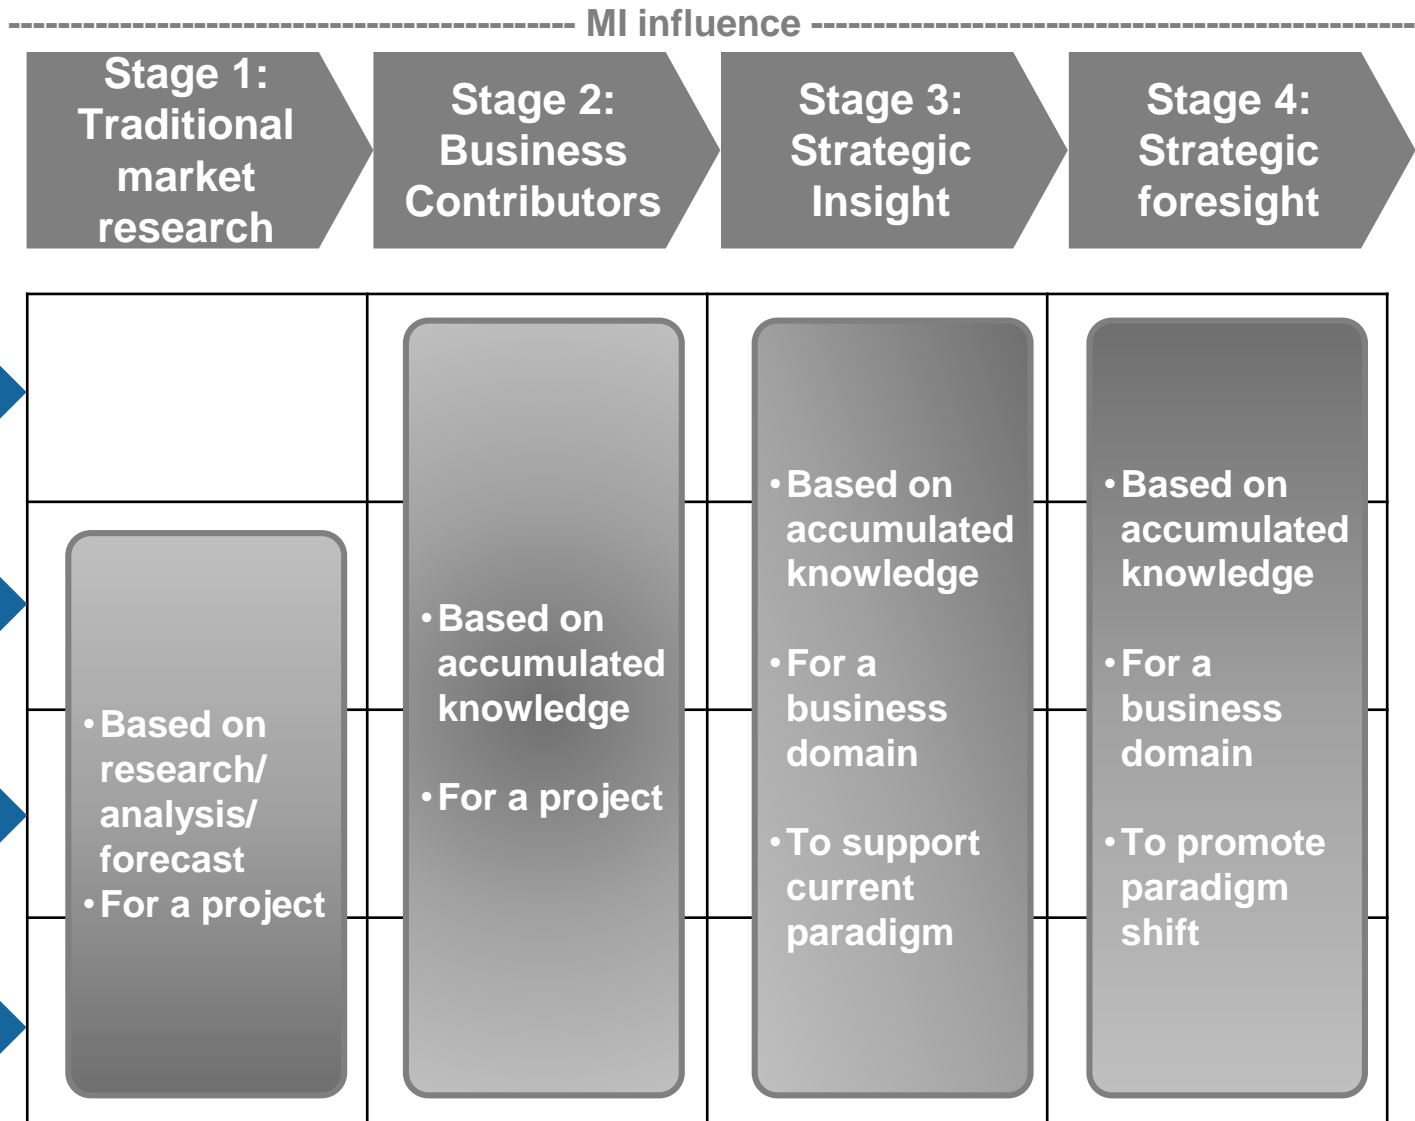 MI influence
Stage 1:
Traditional
market
research
Stage 2:
Business
Contributors
Stage 3:
Strategic
Insight
Stage 4:
Strategic
foresight
•Based on
research/
analysis/
forecast
•For a project
•Based on
accumulated
knowledge
•For a project
•Based on
accumulated
knowledge
•For a
business
domain
•To support
current
paradigm
•Based on
accumulated
knowledge
•For a
business
domain
•To promote
paradigm
shift